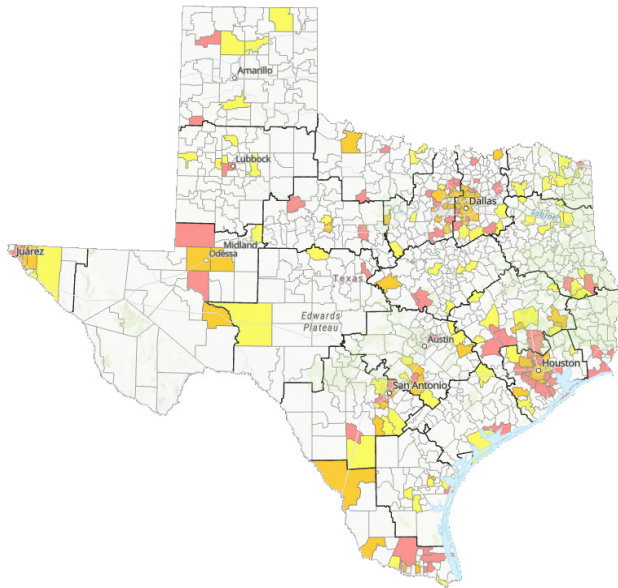 Amarillo
Lubbock
Dallas
Juárez
Midland
Odessa
Texas
Edwards
Plateau
Austin
Houston
San Antonio